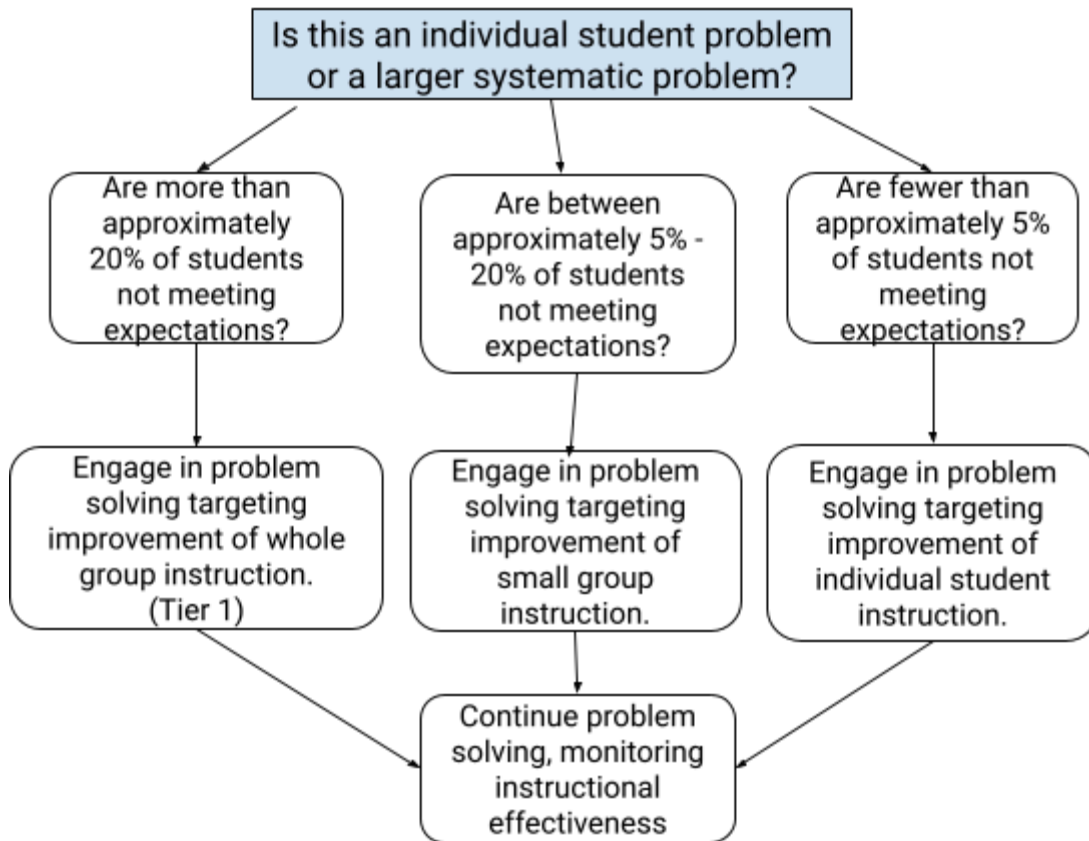 Is this an individual student problem
or a larger systematic problem?
Are more than
approximately
20% of students
not meeting
expectations?
Are between
approximately 5% -
20% of students
not meeting
expectations?
Are fewer than
approximately 5%
of students not
meeting
expectations?
Engage in problem
solving targeting
improvement of whole
group instruction.
(Tier 1)
Engage in problem
solving targeting
improvement of
small group
instruction.
Engage in problem
solving targeting
improvement of
individual student
instruction.
Continue problem
solving, monitoring
instructional
effectiveness